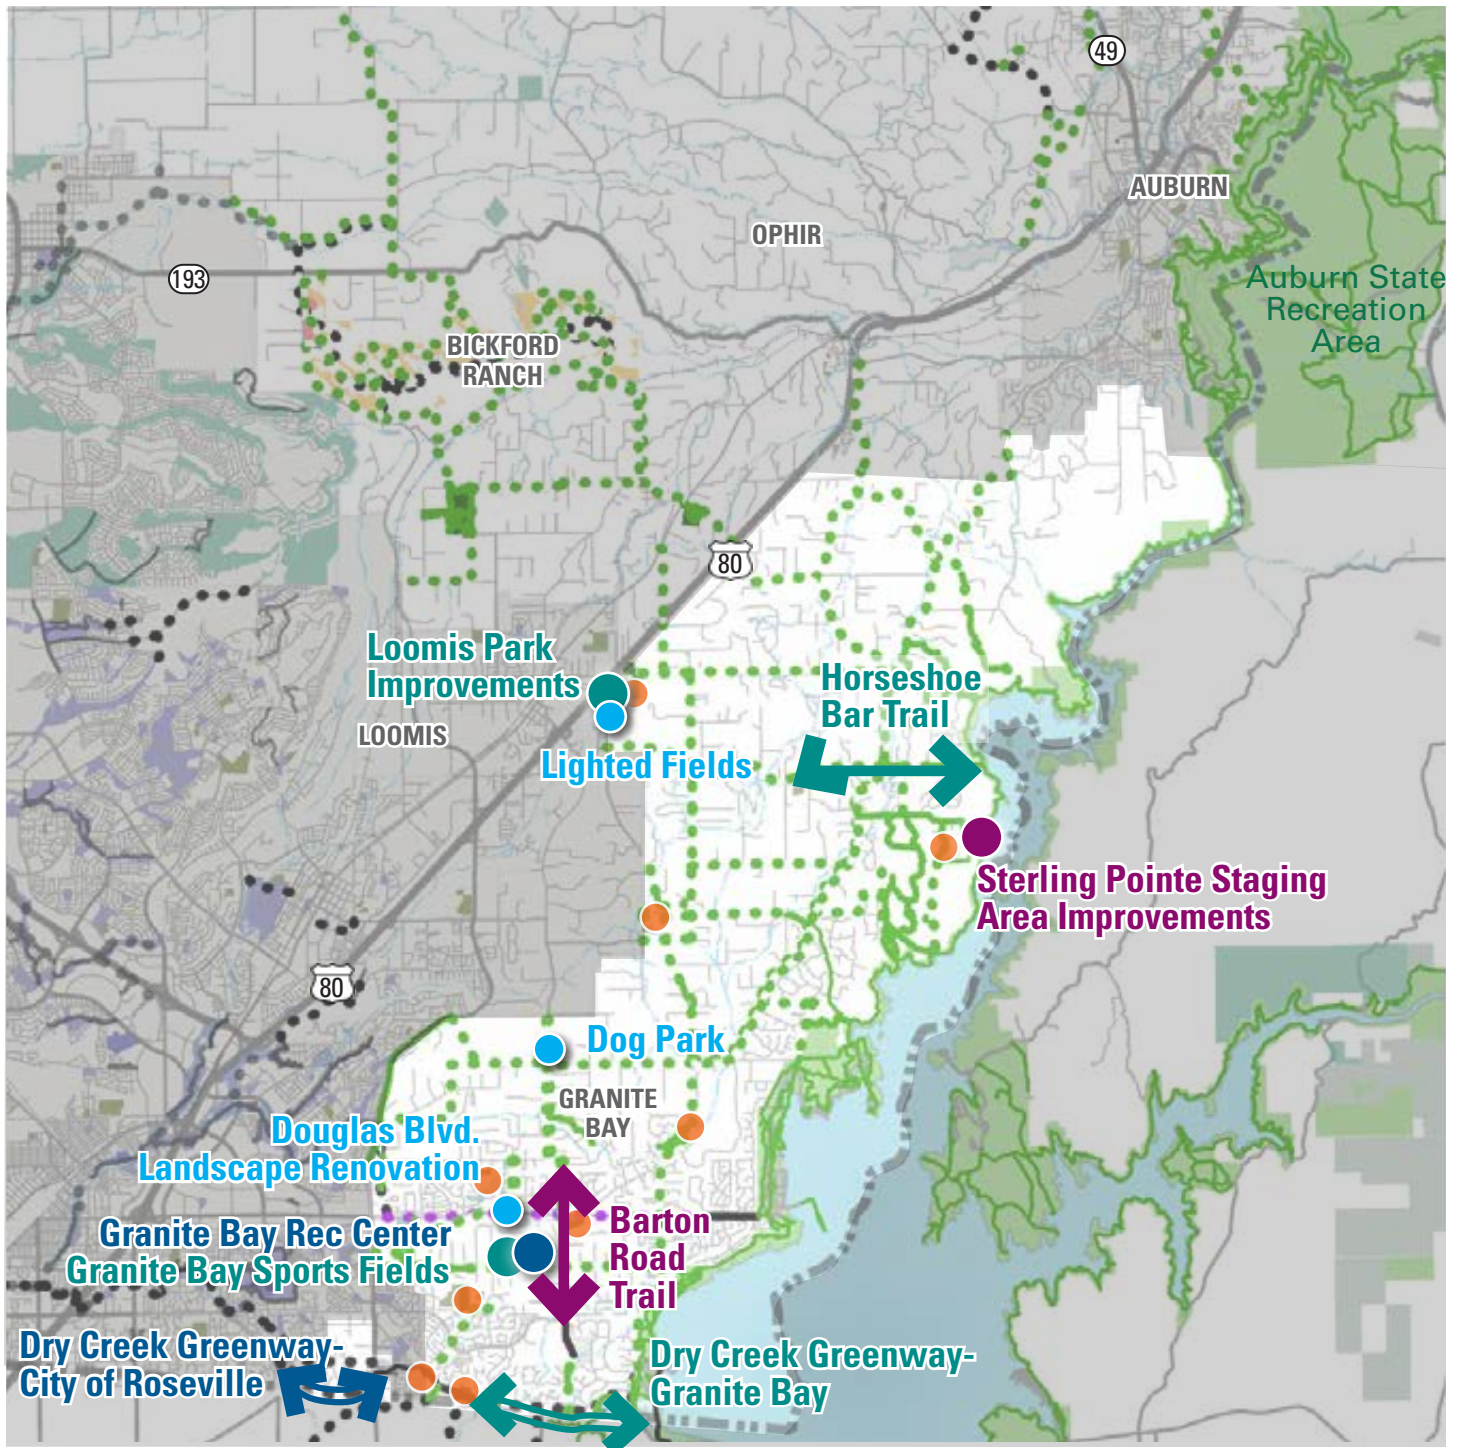 49
AUBURN
OPHIR
193
Auburn State
Recreation
Area
BICKFORD
RANCH
80
Loomis Park
Improvements
Horseshoe
Bar Trail
LOOMIS
Lighted Fields
Sterling Pointe Staging
Area Improvements
80
Dog Park
GRANITE
BAY
Douglas Blvd.
Landscape Renovation
Granite Bay Rec Center
Granite Bay Sports Fields
Barton
Road
Trail
Dry Creek Greenway-
City of Roseville
Dry Creek Greenway-
Granite Bay